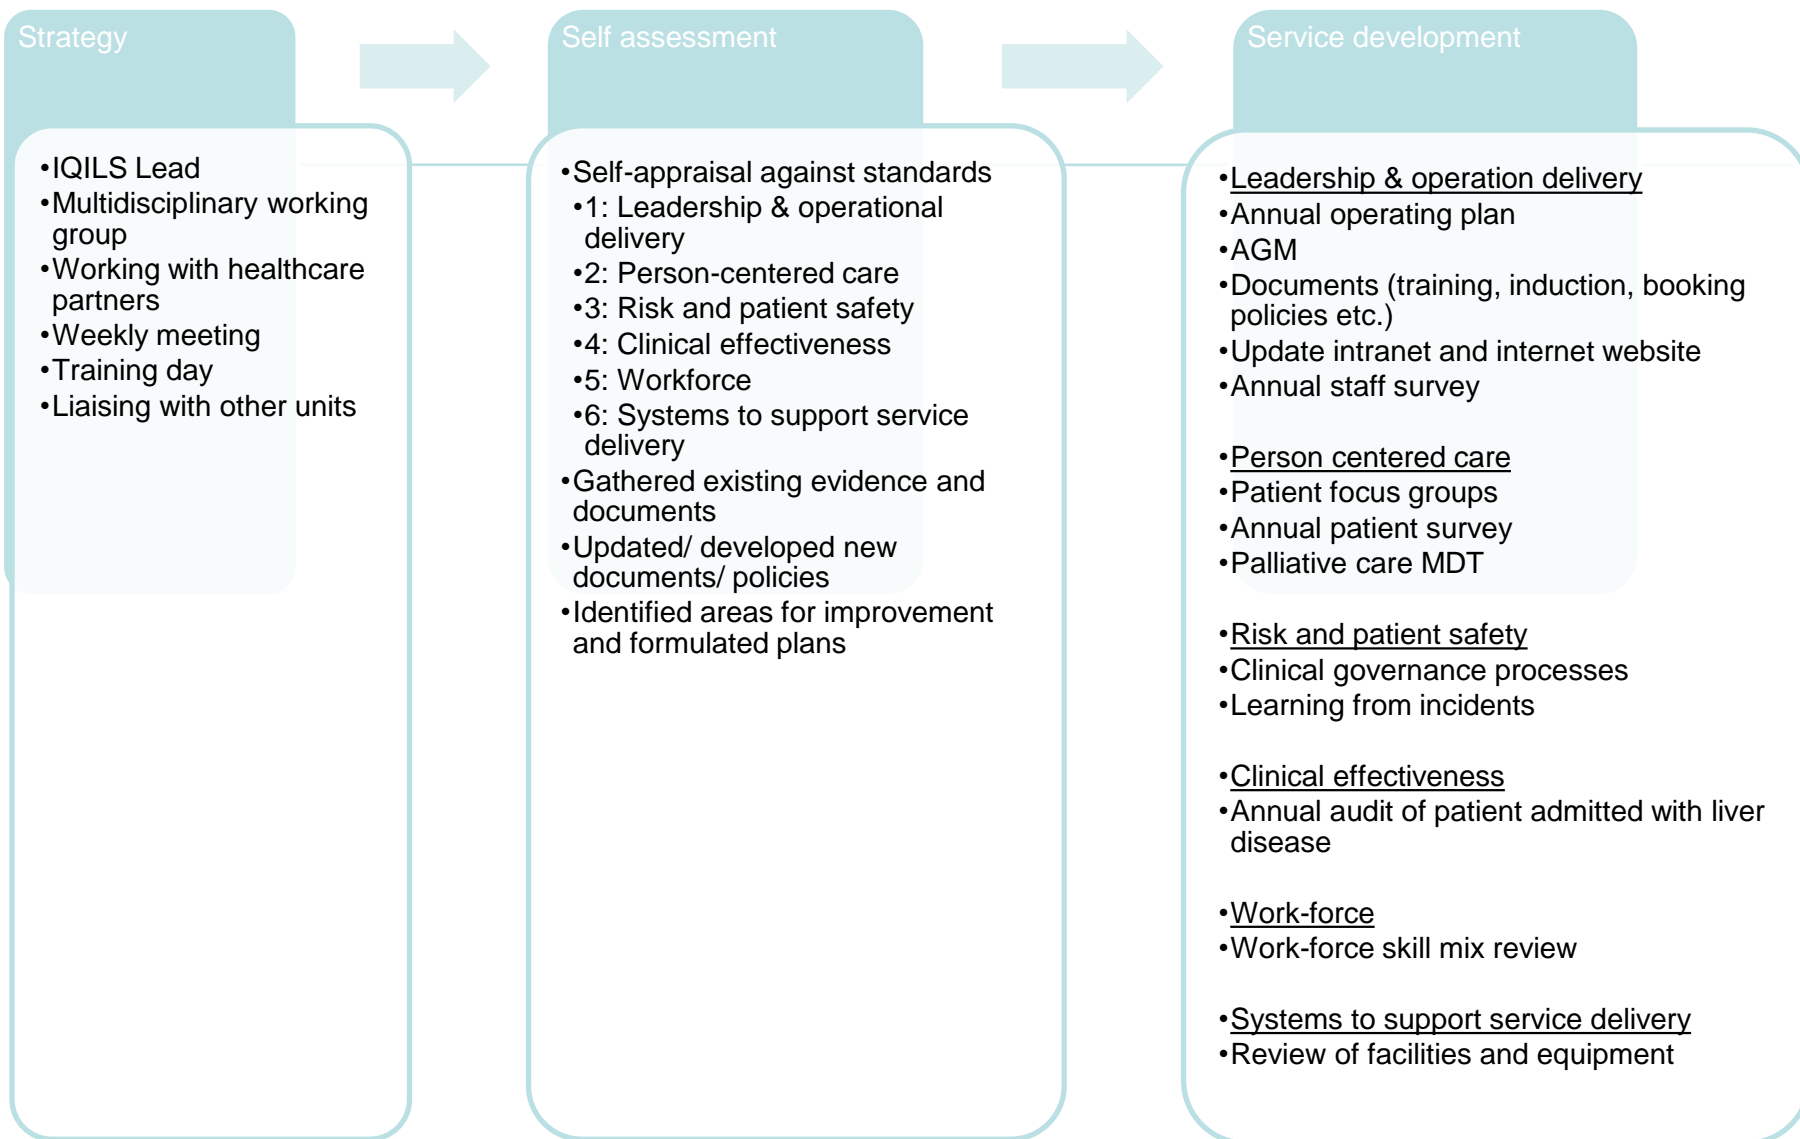 Strategy
•IQILS Lead
•Multidisciplinary working
group
•Working with healthcare
partners
•Weekly meeting
•Training day
•Liaising with other units
Self assessment
•Self-appraisal against standards
•1: Leadership & operational
delivery
•2: Person-centered care
•3: Risk and patient safety
•4: Clinical effectiveness
•5: Workforce
•6: Systems to support service
delivery
•Gathered existing evidence and
documents
•Updated/ developed new
documents/ policies
•Identified areas for improvement
and formulated plans
Service development
•Leadership & operation delivery
•Annual operating plan
•AGM
•Documents (training, induction, booking
policies etc.)
•Update intranet and internet website
•Annual staff survey
•Person centered care
•Patient focus groups
•Annual patient survey
•Palliative care MDT
•Risk and patient safety
•Clinical governance processes
•Learning from incidents
•Clinical effectiveness
•Annual audit of patient admitted with liver
disease
•Work-force
•Work-force skill mix review
•Systems to support service delivery
•Review of facilities and equipment